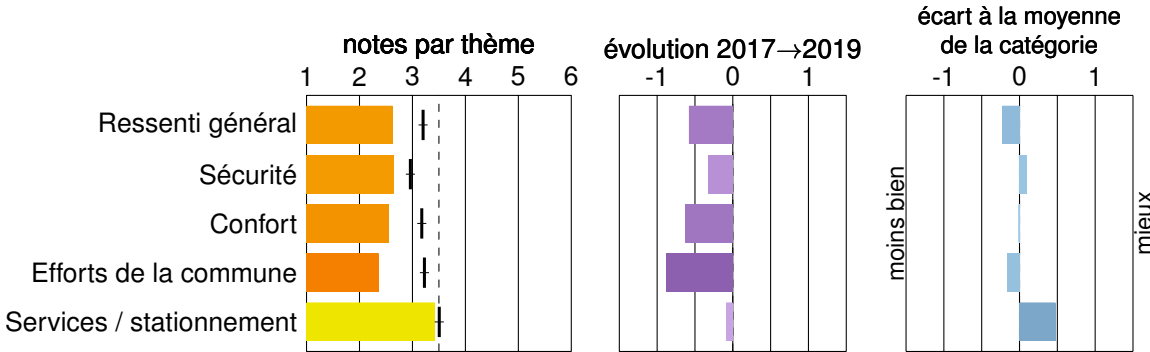 notes par thème
1 2 3 4 5 6
évolution 2017→2019
-1 0 1
écart à la moyenne
de la catégorie
-1 0 1
Ressenti général
Sécurité
Confort
Efforts de la commune
Services / stationnement
moins bien
mieux